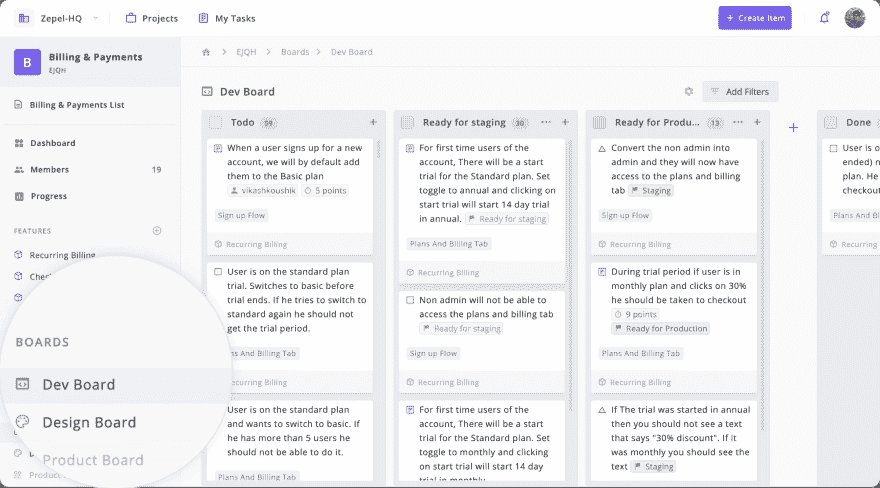 Zepel-HQ
Projects
My Tasks
+ Create Item
B
Billing & Payments
EJQH
EJQH
Boards
Dev Board
Billing & Payments List
Dashboard
Members
19
Progress
FEATURES
Recurring Billing
BOARDS
Dev Board
Design Board
Product Board
Dev Board
Add Filters
Todo 59
When a user signs up for a new
account, we will by default add
them to the Basic plan
vikashkoushik
5 points
Sign up Flow
Recurring Billing
User is on the standard plan
trial. Switches to basic before
trial ends. If he tries to switch to
standard again he should not
get the trial period.
ns And Billing Tab
Recurring Billing
User is on the standard plan
and wants to switch to basic. If
he has more than 5 users he
should not be able to do it.
Plans And Billing Tab
Ready for staging 30
For first time users of the
account, There will be a start
trial for the Standard plan. Set
toggle to annual and clicking on
start trial will start 14 day trial
in annual. Ready for staging
Plans And Billing Tab
Recurring Billing
Non admin will not be able to
access the plans and billing tab
Ready for staging
Sign up Flow
Recurring Billing
For first time users of the
account, There will be a start
trial for the Standard plan. Set
toggle to monthly and clicking
on start trial will start 14 day
trial in monthly
Ready for Produ... 13
Convert the non admin into
admin and they will now have
access to the plans and billing
tab Staging
Sign up Flow
Recurring Billing
During trial period if user is in
monthly plan and clicks on 30%
he should be taken to checkout
9 points
Ready for Production
Plans And Billing Tab
Recurring Billing
If The trial was started in annual
then you should not see a text
that says "30% discount". If it
was monthly you should see the
text Staging
Done
User is o
ended) n
plan. He
checkout
Plans And Bi
Recurring